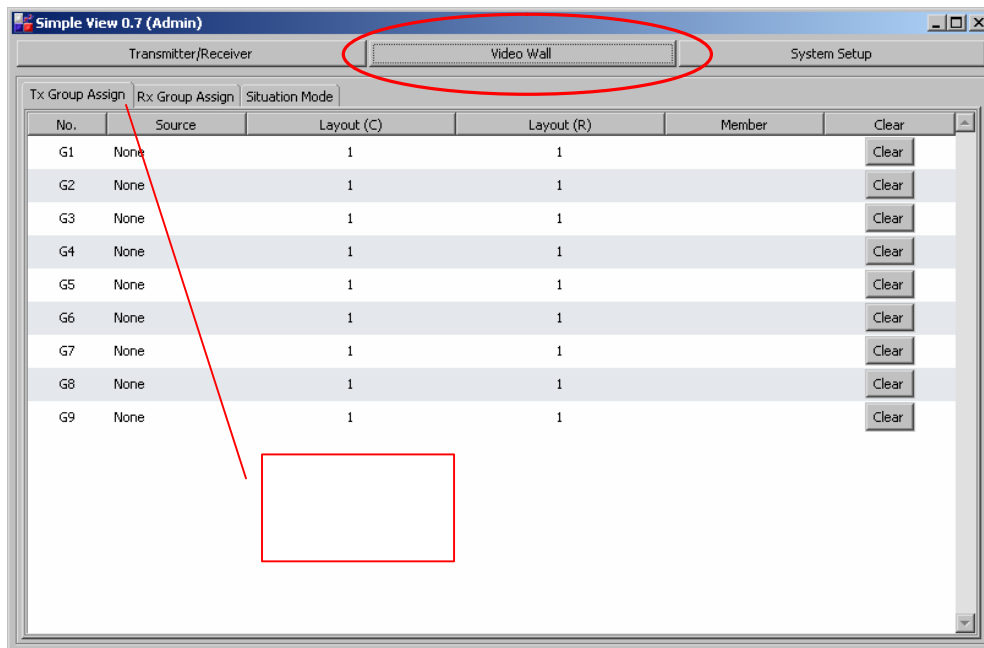 Simple View 0.7 (Admin)
Transmitter/Receiver Video Wall System Setup
Tx Group Assign Rx Group Assign Situation Mode
No. Source Layout (C) Layout (R) Member Clear
G1 None 1 1 Clear
G2 None 1 1 Clear
G3 None 1 1 Clear
G4 None 1 1 Clear
G5 None 1 1 Clear
G6 None 1 1 Clear
G7 None 1 1 Clear
G8 None 1 1 Clear
G9 None 1 1 Clear